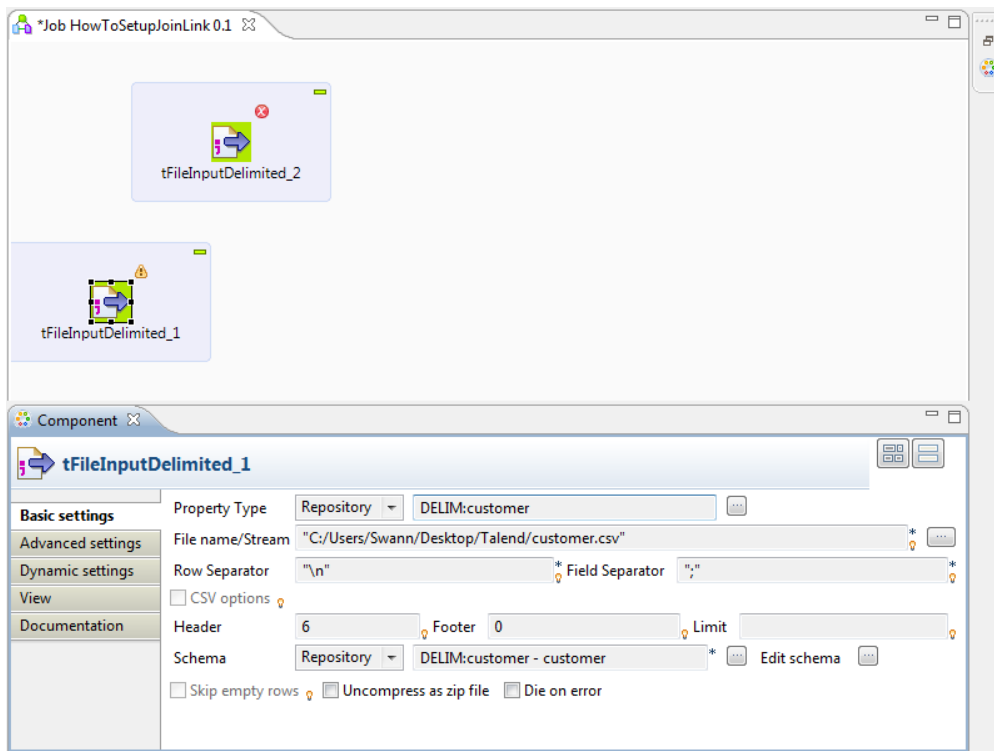 *Job HowToSetupJoinLink 0.1
tFileInputDelimited_2
tFileInputDelimited_1
Component
tFileInputDelimited_1
Basic settings
Advanced settings
Dynamic settings
View
Documentation
Property Type Repository DELIM:customer ...
File name/Stream "C:/Users/Swann/Desktop/Talend/customer.csv" * ...
Row Separator "\n" * Field Separator ";" *
CSV options
Header 6 Footer 0 Limit
Schema Repository DELIM:customer - customer * ... Edit schema ...
Skip empty rows Uncompress as zip file Die on error